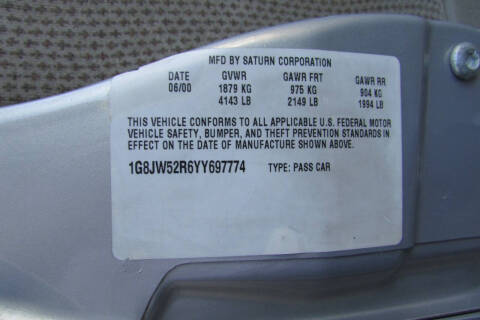 MFD BY SATURN CORPORATION
DATE GVWR GAWR FRT GAWR RR
06/00 1879 KG 975 KG 904 KG
4143 LB 2149 LB 1994 LB
THIS VEHICLE CONFORMS TO ALL APPLICABLE U.S. FEDERAL MOTOR
VEHICLE SAFETY, BUMPER, AND THEFT PREVENTION STANDARDS IN
EFFECT ON THE DATE OF MANUFACTURE SHOWN ABOVE.
1G8JW52R6YY697774 TYPE: PASS CAR